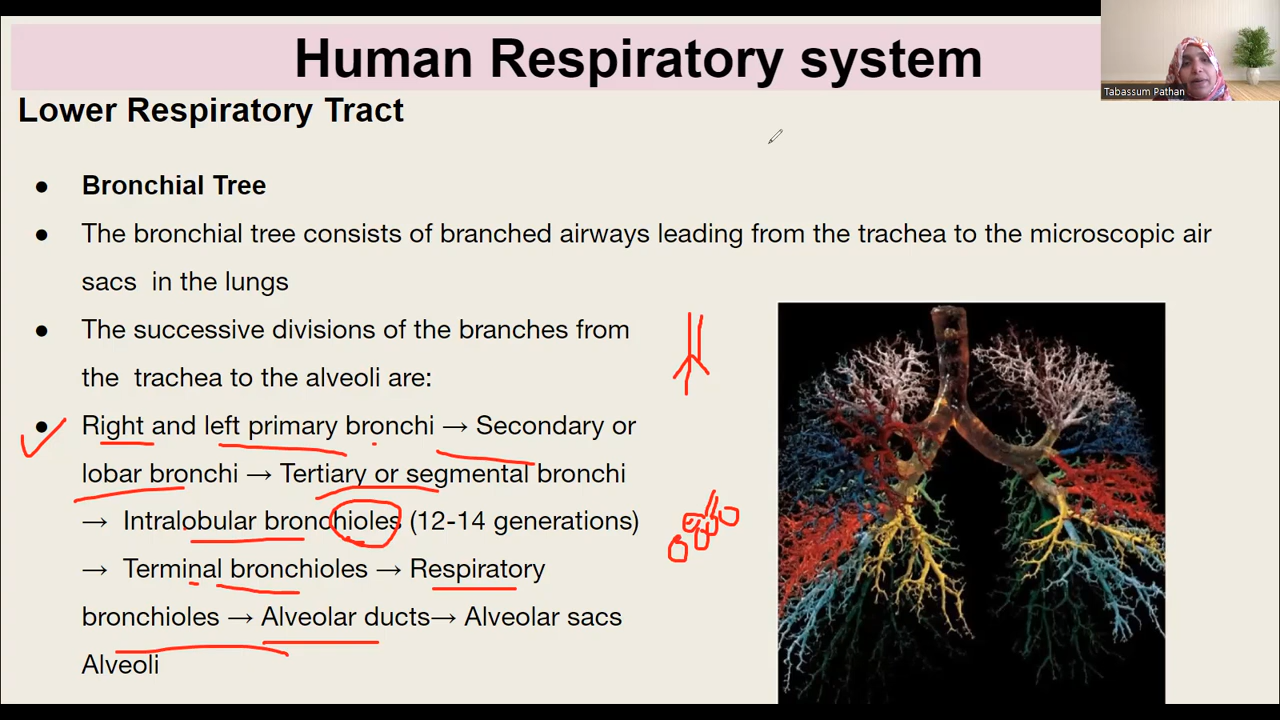 Human Respiratory system
Tabassum Pathan
Lower Respiratory Tract
● Bronchial Tree
● The bronchial tree consists of branched airways leading from the trachea to the microscopic air
sacs in the lungs
● The successive divisions of the branches from
the trachea to the alveoli are:
● Right and left primary bronchi → Secondary or
lobar bronchi → Tertiary or segmental bronchi
→ Intralobular bronchioles (12-14 generations)
→ Terminal bronchioles → Respiratory
bronchioles → Alveolar ducts→ Alveolar sacs
Alveoli